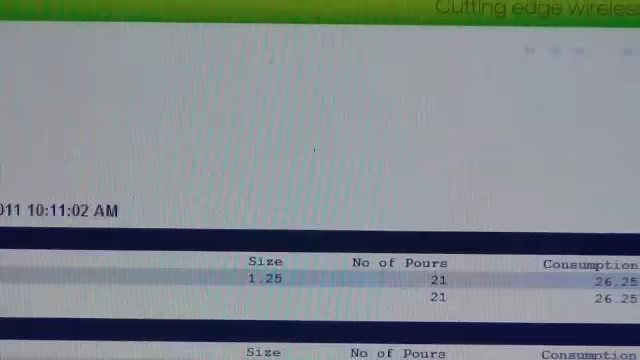 Cutting edge wireless
011 10:11:02 AM
Size No of Pours Consumption
1.25 21 26.25
21 26.25
Size No of Pours Consumption